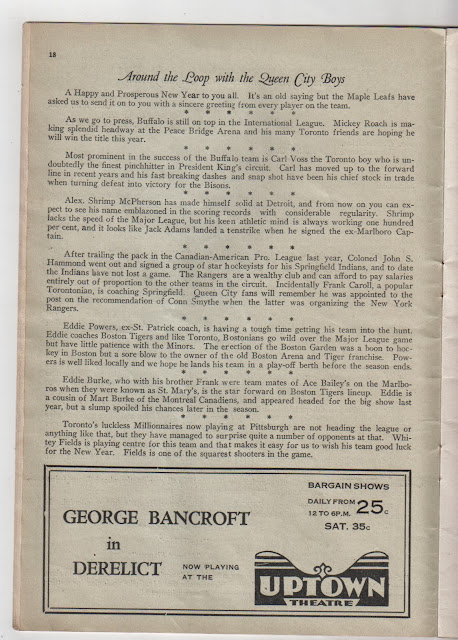 18
Around the Loop with the Queen City Boys
A Happy and Prosperous New Year to you all. It's an old saying but the Maple Leafs have
asked us to send it on to you with a sincere greeting from every player on the team.
* * * * * *
As we go to press, Buffalo is still on top in the International League. Mickey Roach is ma-
king splendid headway at the Peace Bridge Arena and his many Toronto friends are hoping he
will win the title this year.
* * * * * *
Most prominent in the success of the Buffalo team is Carl Voss the Toronto boy who is un-
doubtedly the finest pinchhitter in President King's circuit. Carl has moved up to the forward
line in recent years and his fast breaking dashes and snap shot have been his chief stock in trade
when turning defeat into victory for the Bisons.
* * * * * *
Alex. Shrimp McPherson has made himself solid at Detroit, and from now on you can ex-
pect to see his name emblazoned in the scoring records with considerable regularity. Shrimp
lacks the speed of the Major League, but his keen athletic mind is always working one hundred
per cent, and it looks like Jack Adams landed a tenstrike when he signed the ex-Marlboro Cap-
tain.
* * * * * *
After trailing the pack in the Canadian-American Pro. League last year, Coloned John S.
Hammond went out and signed a group of star hockeyists for his Springfield Indians, and to date
the Indians have not lost a game. The Rangers are a wealthy club and can afford to pay salaries
entirely out of proportion to the other teams in the circuit. Incidentally Frank Caroll, a popular
Torontonian, is coaching Springfield. Queen City fans will remember he was appointed to the
post on the recommendation of Conn Smythe when the latter was organizing the New York
Rangers.
* * * * * *
Eddie Powers, ex-St. Patrick coach, is having a tough time getting his team into the hunt.
Eddie coaches Boston Tigers and like Toronto, Bostonians go wild over the Major League game
but have little patience with the Minors. The erection of the Boston Garden was a boon to hoc-
key in Boston but a sore blow to the owner of the old Boston Arena and Tiger franchise. Pow-
ers is well liked locally and we hope he lands his team in a play-off berth before the season ends.
* * * * * *
Eddie Burke, who with his brother Frank were team mates of Ace Bailey's on the Marlbo-
ros when they were known as St. Mary's, is the star forward on Boston Tigers lineup. Eddie is
a cousin of Mart Burke of the Montreal Canadiens, and appeared headed for the big show last
year, but a slump spoiled his chances later in the season.
* * * * * *
Toronto's luckless Millionnaires now playing at Pittsburgh are not heading the league or
anything like that, but they have managed to surprise quite a number of opponents at that. Whi-
tey Fields is playing centre for this team and that makes it easy for us to wish his team good luck
for the New Year. Fields is one of the squarest shooters in the game.
GEORGE BANCROFT
in
DERELICT
NOW PLAYING
AT THE
BARGAIN SHOWS
DAILY FROM
12 TO 6 P.M. 25c
SAT. 35c
UPTOWN
THEATRE